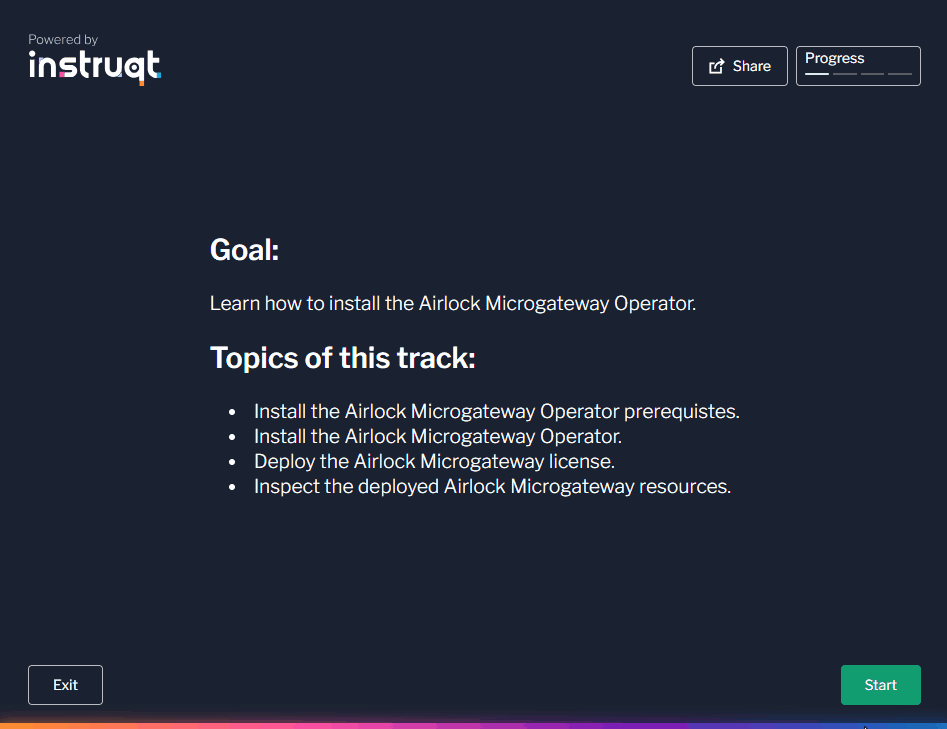 Powered by
instruqt
Share
Progress
Goal:
Learn how to install the Airlock Microgateway Operator.
Topics of this track:
• Install the Airlock Microgateway Operator prerequistes.
• Install the Airlock Microgateway Operator.
• Deploy the Airlock Microgateway license.
• Inspect the deployed Airlock Microgateway resources.
Exit
Start